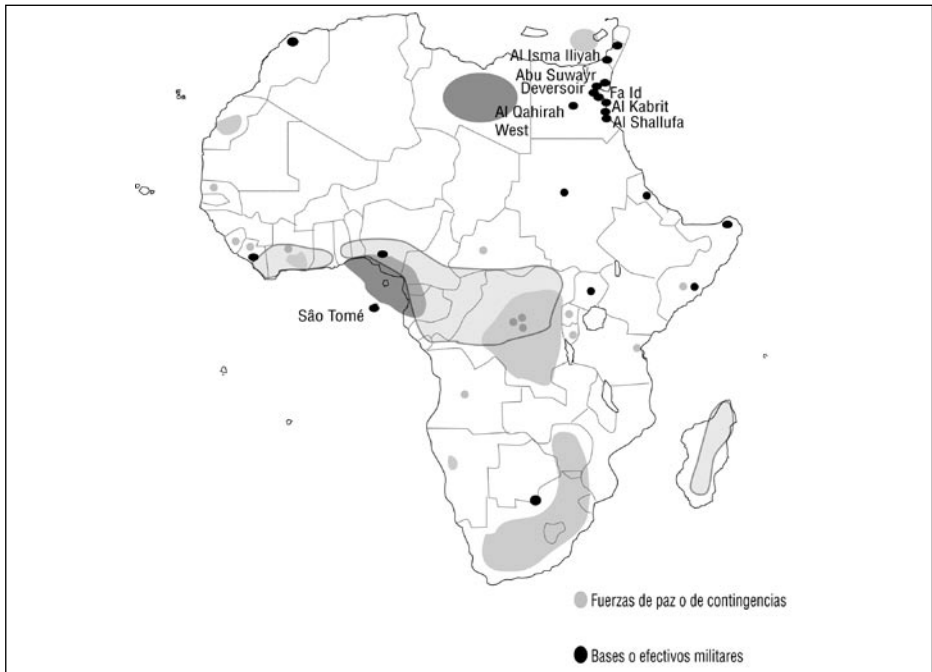 Al Isma Iliyah
Abu Suwayr
Deversoir
Fa Id
Al Qahirah
West
Al Kabrit
Al Shallufa
São Tomé
Fuerzas de paz o de contingencias
Bases o efectivos militares